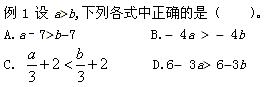 例 1 设 a>b,下列各式中正确的是（    ）。
A.a﹣7>b-7 B.﹣4a > ﹣4b
C. a/3+2<b/3+2 D.6﹣3a> 6-3b